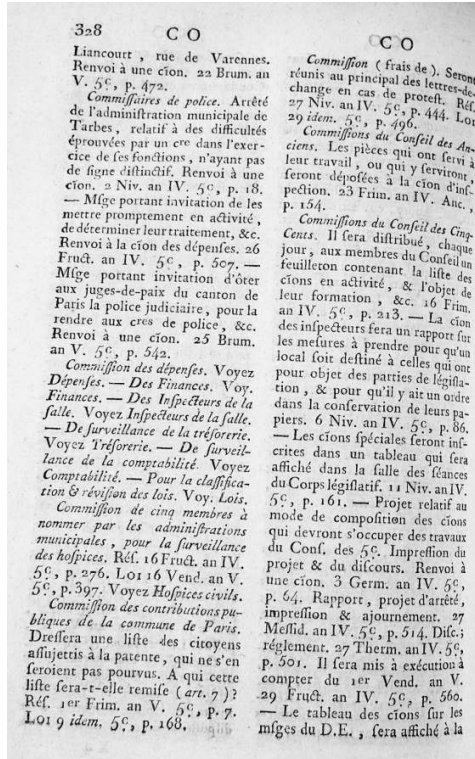 328 C O
Liancourt, rue de Varennes.
Renvoi à une cïon. 22 Brum. an
V. 5ᶜ, p. 472.
Commiſſaires de police. Arrêté
de l'adminiſtration municipale de
Tarbes, relatif à des difficultés
éprouvées par un cre dans l'exer-
cice de ſes fonctions, n'ayant pas
de ſigne diſtinctif. Renvoi à une
cïon. 2 Niv. an IV. 5ᶜ, p. 18.
— Mſge portant invitation de les
mettre promptement en activité,
de déterminer leur traitement, &c.
Renvoi à la cïon des dépenſes. 26
Fruct. an IV. 5ᶜ, p. 507. —
Mſge portant invitation d'ôter
aux juges-de-paix du canton de
Paris la police judiciaire, pour la
rendre aux cres de police, &c.
Renvoi à une cïon. 25 Brum.
an V. 5ᶜ, p. 542.
Commiſſion des dépenſes. Voyez
Dépenſes. — Des Finances. Voy.
Finances. — Des Inſpecteurs de la
ſalle. Voyez Inſpecteurs de la ſalle.
— De ſurveillance de la tréſorerie.
Voyez Tréſorerie. — De ſurveil-
lance de la comptabilité. Voyez
Comptabilité. — Pour la claſſifica-
tion & réviſion des lois. Voy. Lois.
Commiſſion de cinq membres à
nommer par les adminiſtrations
municipales, pour la ſurveillance
des hoſpices. Réſ. 16 Fruct. an IV.
5ᶜ, p. 276. Loi 16 Vend. an V.
5ᶜ, p. 397. Voyez Hoſpices civils.
Commiſſion des contributions pu-
bliques de la commune de Paris.
Dreſſera une liſte des citoyens
aſſujettis à la patente, qui ne s'en
ſeroient pas pourvus. A qui cette
liſte ſera-t-elle remiſe (art. 7)?
Réſ. 1er Frim. an V. 5ᶜ, p. 7.
Loi 9 idem. 5ᶜ, p. 168.
C O
Commiſſion (frais de). Seront
réunis au principal des lettres-de-
change en cas de proteſt. Réſ.
27 Niv. an IV. 5ᶜ, p. 444. Loi
29 idem. 5ᶜ, p. 496.
Commiſſions du Conſeil des An-
ciens. Les pièces qui ont ſervi à
leur travail, ou qui y ſerviront,
ſeront dépoſées à la cïon d'inſ-
pection. 23 Frim. an IV. Anc.,
p. 154.
Commiſſions du Conſeil des Cinq-
Cents. Il ſera diſtribué, chaque
jour, aux membres du Conſeil un
feuilleton contenant la liſte des
cïons en activité, & l'objet de
leur formation, &c. 16 Frim.
an IV. 5ᶜ, p. 213. — La cïon
des inſpecteurs fera un rapport ſur
les meſures à prendre pour qu'un
local ſoit deſtiné à celles qui ont
pour objet des parties de légiſla-
tion, & pour qu'il y ait un ordre
dans la conſervation de leurs pa-
piers. 6 Niv. an IV. 5ᶜ, p. 86.
— Les cïons ſpéciales ſeront inſ-
crites dans un tableau qui ſera
affiché dans la ſalle des ſéances
du Corps légiſlatif. 11 Niv. an IV.
5ᶜ, p. 161. — Projet relatif au
mode de compoſition des cïons
qui devront s'occuper des travaux
du Conſ. des 5ᶜ. Impreſſion du
projet & du diſcours. Renvoi à
une cïon. 3 Germ. an IV. 5ᶜ,
p. 64. Rapport, projet d'arrêté,
impreſſion & ajournement. 27
Meſſid. an IV. 5ᶜ, p. 514. Diſc.;
réglement. 27 Therm. an IV. 5ᶜ,
p. 501. Il ſera mis à exécution à
compter du 1er Vend. an V.
29 Fruct. an IV. 5ᶜ, p. 560.
— Le tableau des cïons ſur les
mſges du D.E., ſera affiché à la